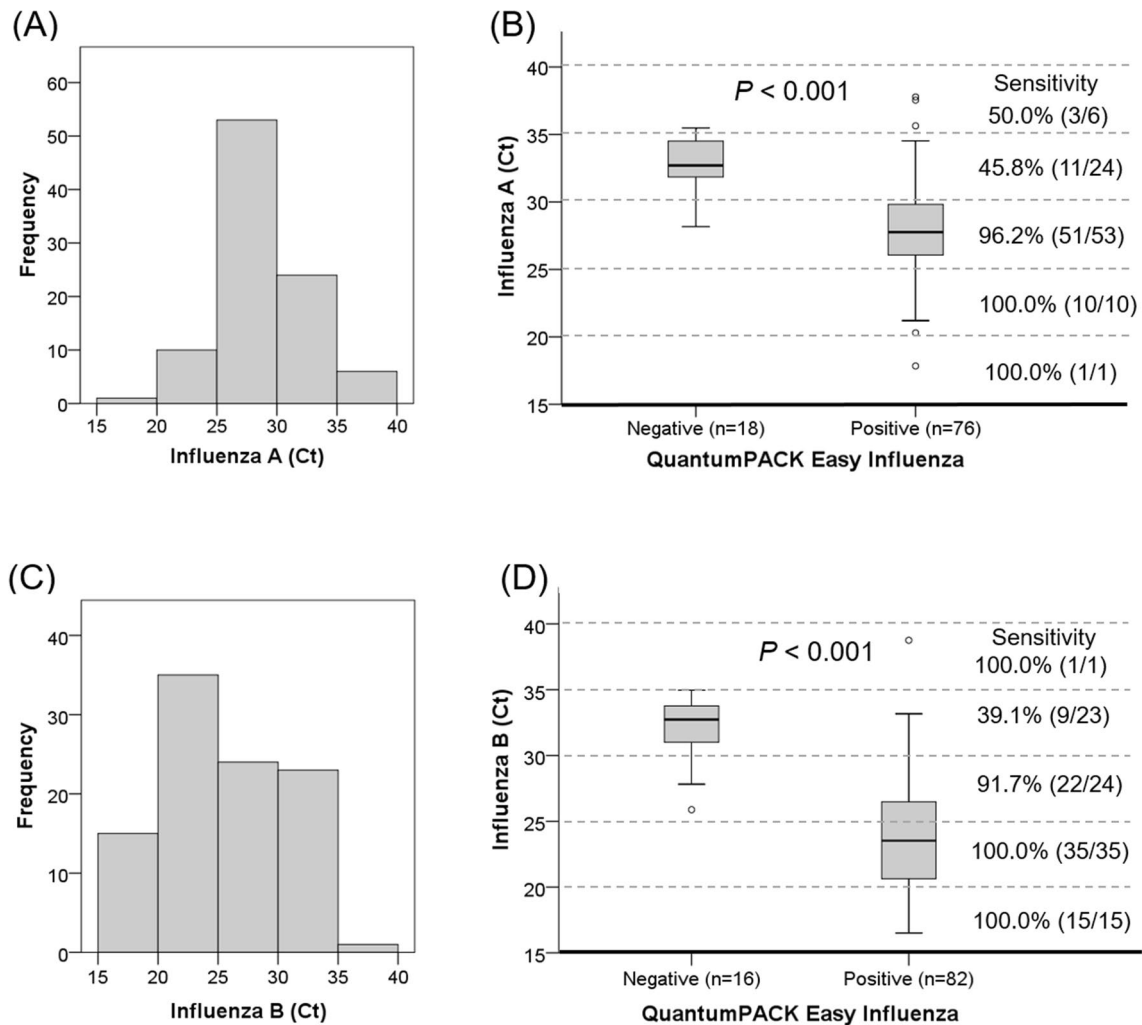 (A)
Frequency
60
50
40
30
20
10
0
15 20 25 30 35 40
Influenza A (Ct)
(B)
Influenza A (Ct)
40
35
30
25
20
15
P < 0.001
Sensitivity
50.0% (3/6)
45.8% (11/24)
96.2% (51/53)
100.0% (10/10)
100.0% (1/1)
Negative (n=18) Positive (n=76)
QuantumPACK Easy Influenza
(C)
Frequency
40
30
20
10
0
15 20 25 30 35 40
Influenza B (Ct)
(D)
Influenza B (Ct)
40
35
30
25
20
15
P < 0.001
Sensitivity
100.0% (1/1)
39.1% (9/23)
91.7% (22/24)
100.0% (35/35)
100.0% (15/15)
Negative (n=16) Positive (n=82)
QuantumPACK Easy Influenza